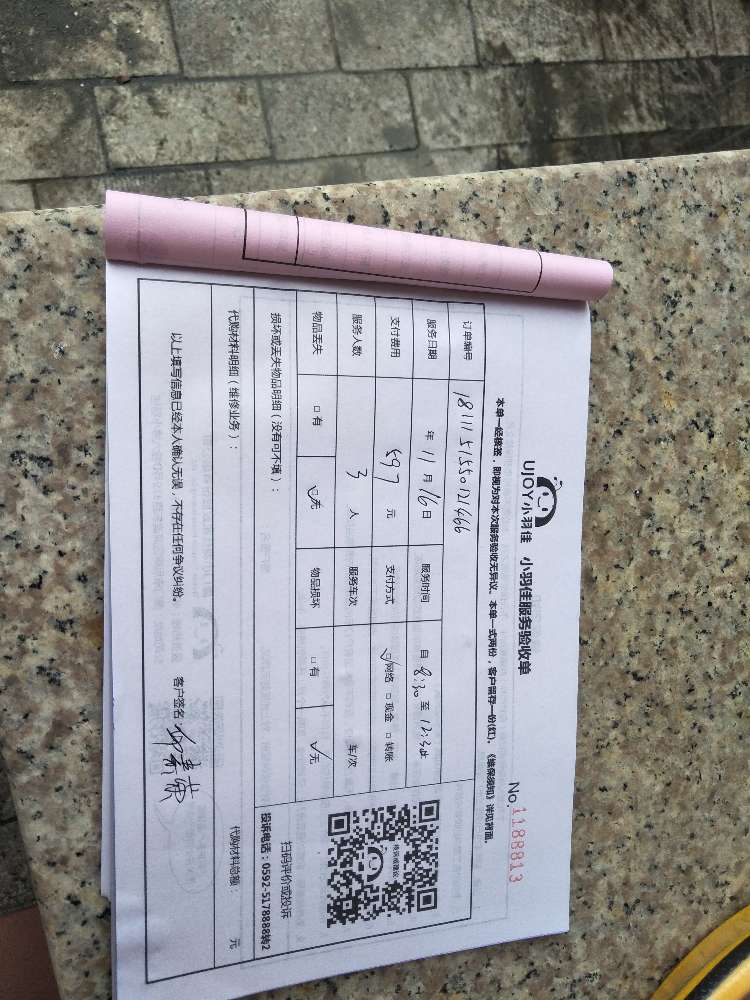 UJOY小羽佳 小羽佳服务验收单
No.1188813
本单一经核签，即视为对本次服务验收无异议。本单一式两份，客户留存一份(红)。《维保须知》详见背面。
订单编号 181115155012466
服务日期 年 11 月 16 日 服务时间 自 8:30 至 12:30
支付费用 597 元 支付方式 ☑网络 □现金 □转账
服务人数 3 人 服务车次 车/次
物品丢失 □有 ☑无 物品损坏 □有 ☑无
损坏或丢失物品明细（没有可不填）：
扫码评价或投诉
投诉电话：0592-5178888转2
代购材料明细（维修业务）：
代购材料总额： 元
以上填写信息已经本人确认无误，不存在任何争议纠纷。 客户签名：